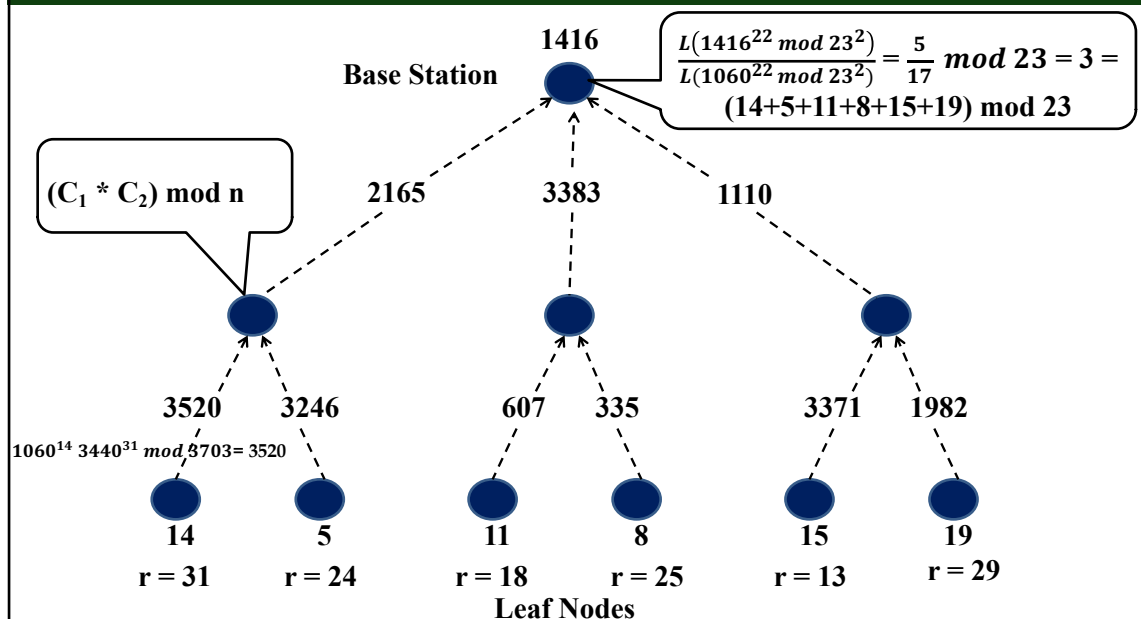 1416
Base Station
L(1416^22 mod 23^2) / L(1060^22 mod 23^2) = 5/17 mod 23 = 3 =
(14+5+11+8+15+19) mod 23
(C₁ * C₂) mod n
2165 3383 1110
3520 3246 607 335 3371 1982
1060^14 3440^31 mod 3703= 3520
14 5 11 8 15 19
r = 31 r = 24 r = 18 r = 25 r = 13 r = 29
Leaf Nodes